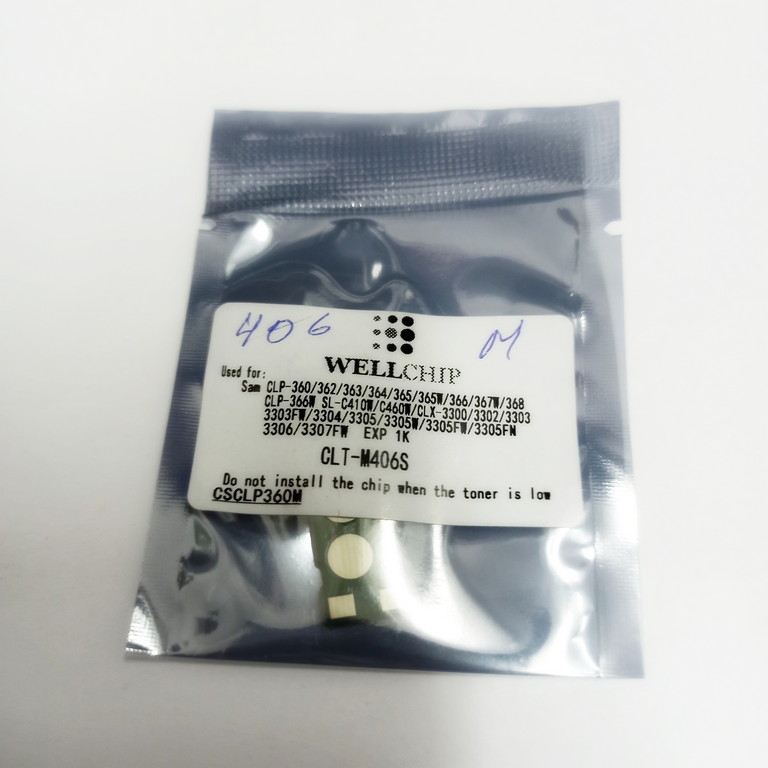 406 M
WELLCHIP
Used for:
Sam CLP-360/362/363/364/365/365W/366/367W/368
CLP-366W SL-C410W/C460W/CLX-3300/3302/3303
3303FW/3304/3305/3305W/3305FW/3305FN
3306/3307FW EXP 1K
CLT-M406S
Do not install the chip when the toner is low
CSCLP360M